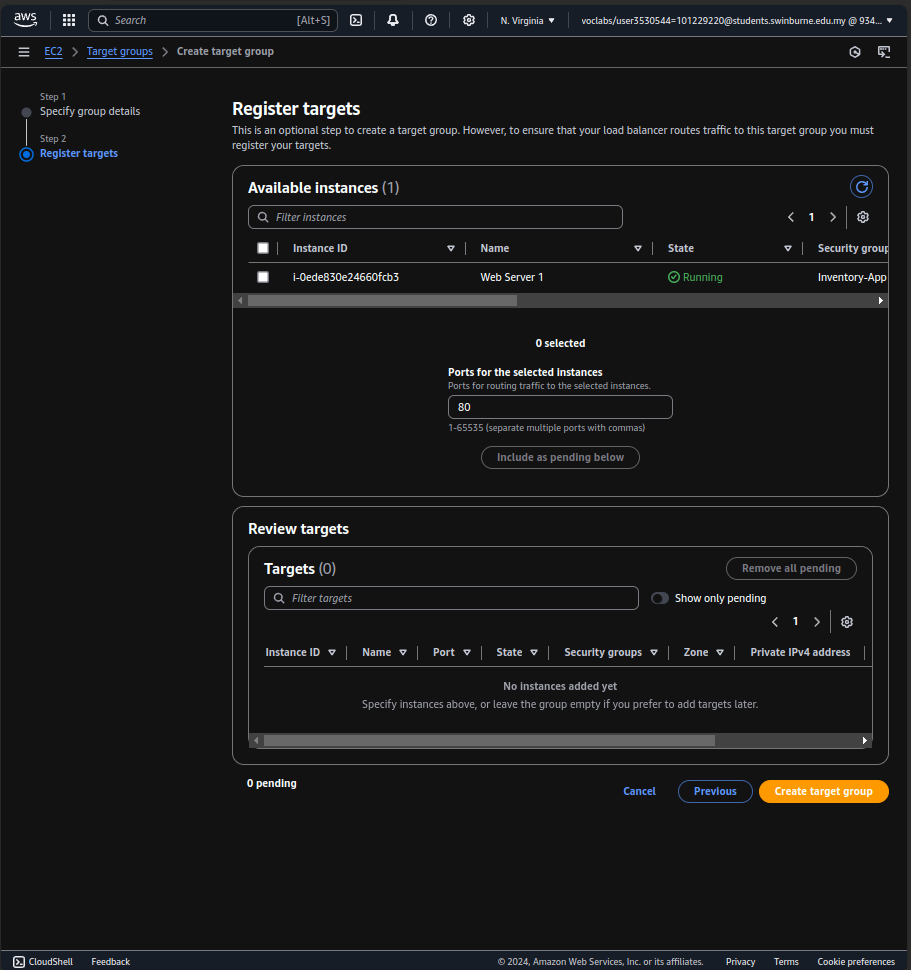 aws
Search
[Alt+S]
N. Virginia
voclabs/user3530544=101229220@students.swinburne.edu.my @ 934...
EC2
Target groups
Create target group
Step 1
Specify group details
Step 2
Register targets
Register targets
This is an optional step to create a target group. However, to ensure that your load balancer routes traffic to this target group you must
register your targets.
Available instances (1)
Filter instances
1
Instance ID
Name
State
Security group
i-0ede830e24660fcb3
Web Server 1
Running
Inventory-App
0 selected
Ports for the selected instances
Ports for routing traffic to the selected instances.
80
1-65535 (separate multiple ports with commas)
Include as pending below
Review targets
Targets (0)
Remove all pending
Filter targets
Show only pending
1
Instance ID
Name
Port
State
Security groups
Zone
Private IPv4 address
No instances added yet
Specify instances above, or leave the group empty if you prefer to add targets later.
0 pending
Cancel
Previous
Create target group
CloudShell
Feedback
© 2024, Amazon Web Services, Inc. or its affiliates.
Privacy
Terms
Cookie preferences